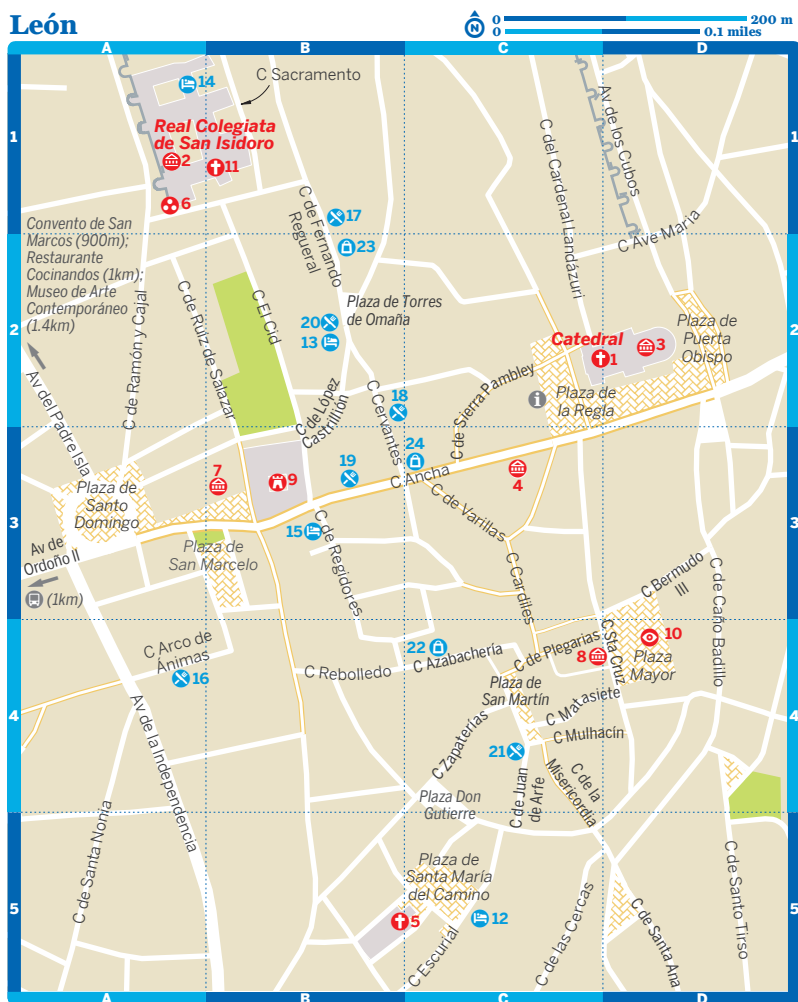 León
N
0 200 m
0 0.1 miles
A B C D
1
2
3
4
5
1
2
3
4
5
A B C D
14
C Sacramento
Real Colegiata
de San Isidoro
2
11
6
Convento de San
Marcos (900m);
Restaurante
Cocinandos (1km);
Museo de Arte
Contemporáneo
(1.4km)
C de Fernando
Regueral
17
23
C del Cardenal Landázuri
Av de los Cubos
C Ave María
Av del Padre Isla
C de Ramón y Cajal
C de Ruiz de Salazar
C El Cid
20
13
Plaza de Torres
de Omaña
Catedral
1
3
Plaza de
Puerta
Obispo
Plaza de
la Regla
i
C de López
Castrillón
C Cervantes
18
C de Sierra Pambley
24
C Ancha
19
4
7
9
Plaza de
Santo
Domingo
Av de
Ordoño II
(1km)
Plaza de
San Marcelo
15
C de Regidores
C de Varillas
C Cardiles
C Bermudo
III
C de Caño Badillo
C Arco de
Ánimas
16
C Rebolledo
22
C Azabachería
C de Plegarias
8
C Sta Cruz
10
Plaza
Mayor
Plaza de
San Martín
C Matasiete
C Mulhacín
C Zapaterías
21
C de Juan
de Arfe
C de la
Misericordia
Av de la Independencia
C de Santa Nonia
Plaza Don
Gutierre
Plaza de
Santa María
del Camino
5
12
C Escurial
C de las Cercas
C de Santa Ana
C de Santo Tirso